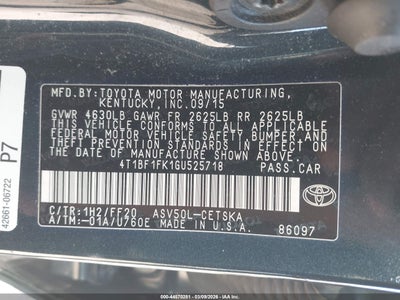 MFD.BY:TOYOTA MOTOR MANUFACTURING,
KENTUCKY,INC.09/15
GVWR 4630LB GAWR FR 2625LB RR 2625LB
THIS VEHICLE CONFORMS TO ALL APPLICABLE
FEDERAL MOTOR VEHICLE SAFETY, BUMPER, AND
THEFT PREVENTION STANDARDS IN EFFECT ON
THE DATE OF MANUFACTURE SHOWN ABOVE.
4T1BF1FK1GU525718 PASS.CAR
C/TR:1H2/FF20 ASV50L-CETSKA
A/TM:-01A/U760E MADE IN U.S.A. 86097
42661-06722 P7
© 000-44670281 | 03/09/2026 - Copyright IAA